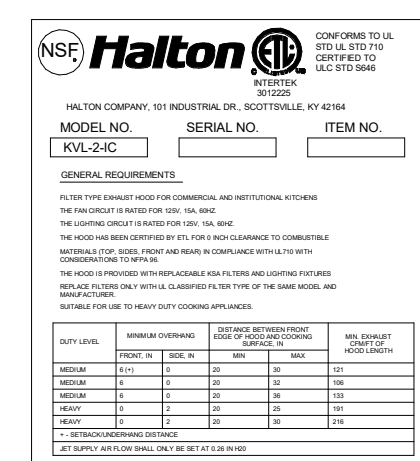 NSF Halton ETL
CONFORMS TO UL
STD UL STD 710
CERTIFIED TO
ULC STD S646
INTERTEK
3012225
HALTON COMPANY, 101 INDUSTRIAL DR., SCOTTSVILLE, KY 42164
MODEL NO. SERIAL NO. ITEM NO.
KVL-2-IC
GENERAL REQUIREMENTS
FILTER TYPE EXHAUST HOOD FOR COMMERCIAL AND INSTITUTIONAL KITCHENS
THE FAN CIRCUIT IS RATED FOR 125V, 15A, 60HZ.
THE LIGHTING CIRCUIT IS RATED FOR 125V, 15A, 60HZ.
THE HOOD HAS BEEN CERTIFIED BY ETL FOR 0 INCH CLEARANCE TO COMBUSTIBLE
MATERIALS (TOP, SIDES, FRONT AND REAR) IN COMPLIANCE WITH UL710 WITH
CONSIDERATIONS TO NFPA 96.
THE HOOD IS PROVIDED WITH REPLACEABLE KSA FILTERS AND LIGHTING FIXTURES
REPLACE FILTERS ONLY WITH UL CLASSIFIED FILTER TYPE OF THE SAME MODEL AND
MANUFACTURER.
SUITABLE FOR USE TO HEAVY DUTY COOKING APPLIANCES.
DUTY LEVEL MINIMUM OVERHANG DISTANCE BETWEEN FRONT EDGE OF HOOD AND COOKING SURFACE, IN MIN. EXHAUST CFM/FT OF HOOD LENGTH
FRONT, IN SIDE, IN MIN MAX
MEDIUM 6 (+) 0 20 30 121
MEDIUM 6 0 20 32 106
MEDIUM 6 0 20 36 133
HEAVY 0 2 20 25 191
HEAVY 0 2 20 30 216
+ - SETBACK/UNDERHANG DISTANCE
JET SUPPLY AIR FLOW SHALL ONLY BE SET AT 0.26 IN H20